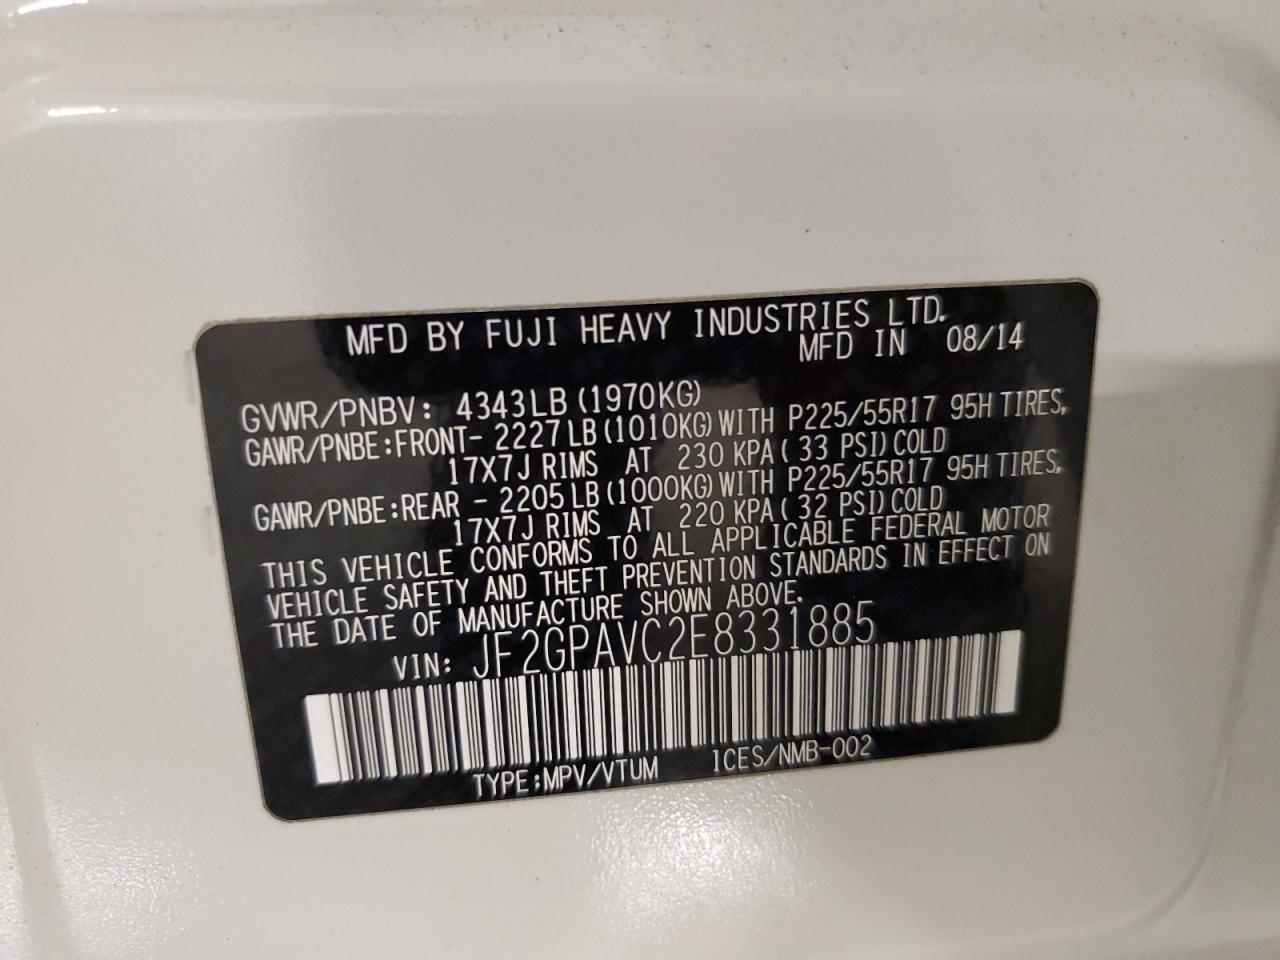 MFD BY FUJI HEAVY INDUSTRIES LTD.
MFD IN 08/14
GVWR/PNBV: 4343LB(1970KG)
GAWR/PNBE:FRONT- 2227LB(1010KG)WITH P225/55R17 95H TIRES,
17X7J RIMS AT 230 KPA( 33 PSI)COLD
GAWR/PNBE:REAR - 2205LB(1000KG)WITH P225/55R17 95H TIRES,
17X7J RIMS AT 220 KPA( 32 PSI)COLD
THIS VEHICLE CONFORMS TO ALL APPLICABLE FEDERAL MOTOR
VEHICLE SAFETY AND THEFT PREVENTION STANDARDS IN EFFECT ON
THE DATE OF MANUFACTURE SHOWN ABOVE.
VIN: JF2GPAVC2E8331885
TYPE:MPV/VTUM ICES/NMB-002